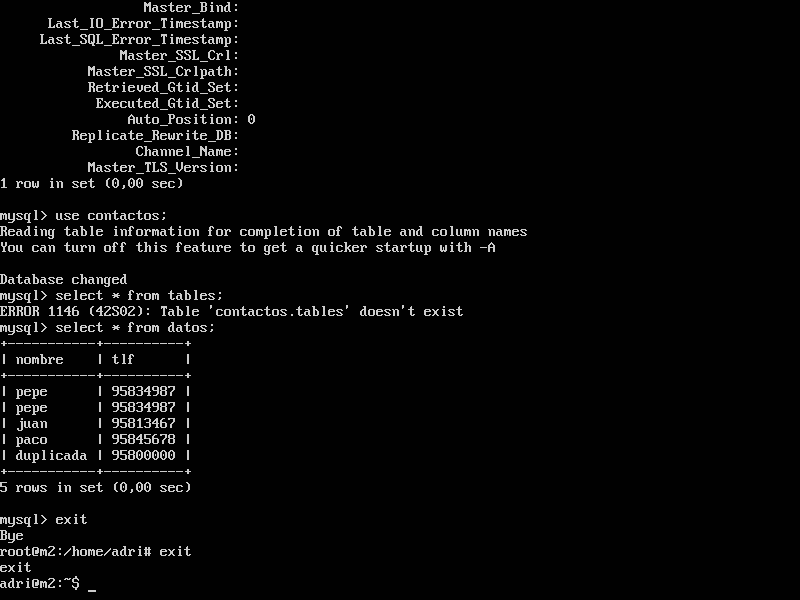 Master_Bind:
Last_IO_Error_Timestamp:
Last_SQL_Error_Timestamp:
Master_SSL_Crl:
Master_SSL_Crlpath:
Retrieved_Gtid_Set:
Executed_Gtid_Set:
Auto_Position: 0
Replicate_Rewrite_DB:
Channel_Name:
Master_TLS_Version:
1 row in set (0,00 sec)
mysql> use contactos;
Reading table information for completion of table and column names
You can turn off this feature to get a quicker startup with -A
Database changed
mysql> select * from tables;
ERROR 1146 (42S02): Table 'contactos.tables' doesn't exist
mysql> select * from datos;
+-----------+----------+
| nombre    | tlf      |
+-----------+----------+
| pepe      | 95834987 |
| pepe      | 95834987 |
| juan      | 95813467 |
| paco      | 95845678 |
| duplicada | 95800000 |
+-----------+----------+
5 rows in set (0,00 sec)
mysql> exit
Bye
root@m2:/home/adri# exit
exit
adri@m2:~$ _